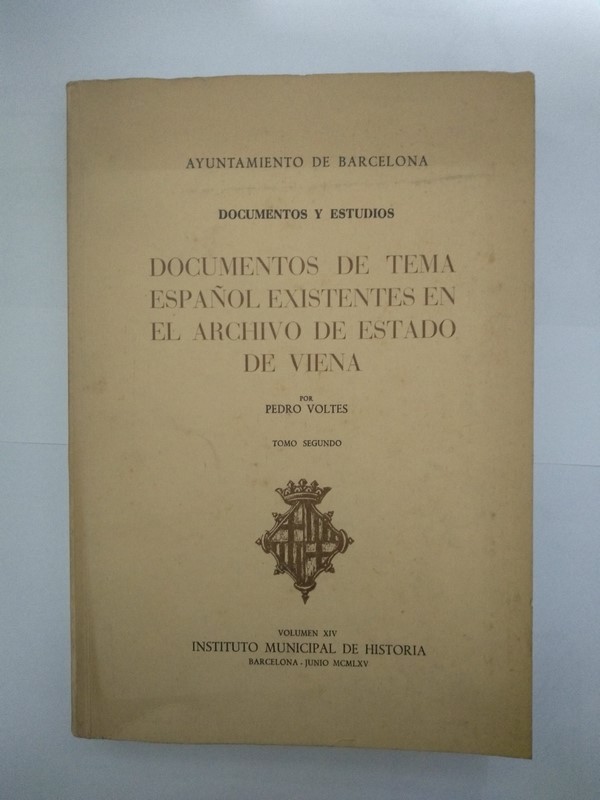 AYUNTAMIENTO DE BARCELONA
DOCUMENTOS Y ESTUDIOS
DOCUMENTOS DE TEMA
ESPAÑOL EXISTENTES EN
EL ARCHIVO DE ESTADO
DE VIENA
POR
PEDRO VOLTES
TOMO SEGUNDO
VOLUMEN XIV
INSTITUTO MUNICIPAL DE HISTORIA
BARCELONA - JUNIO MCMLXV